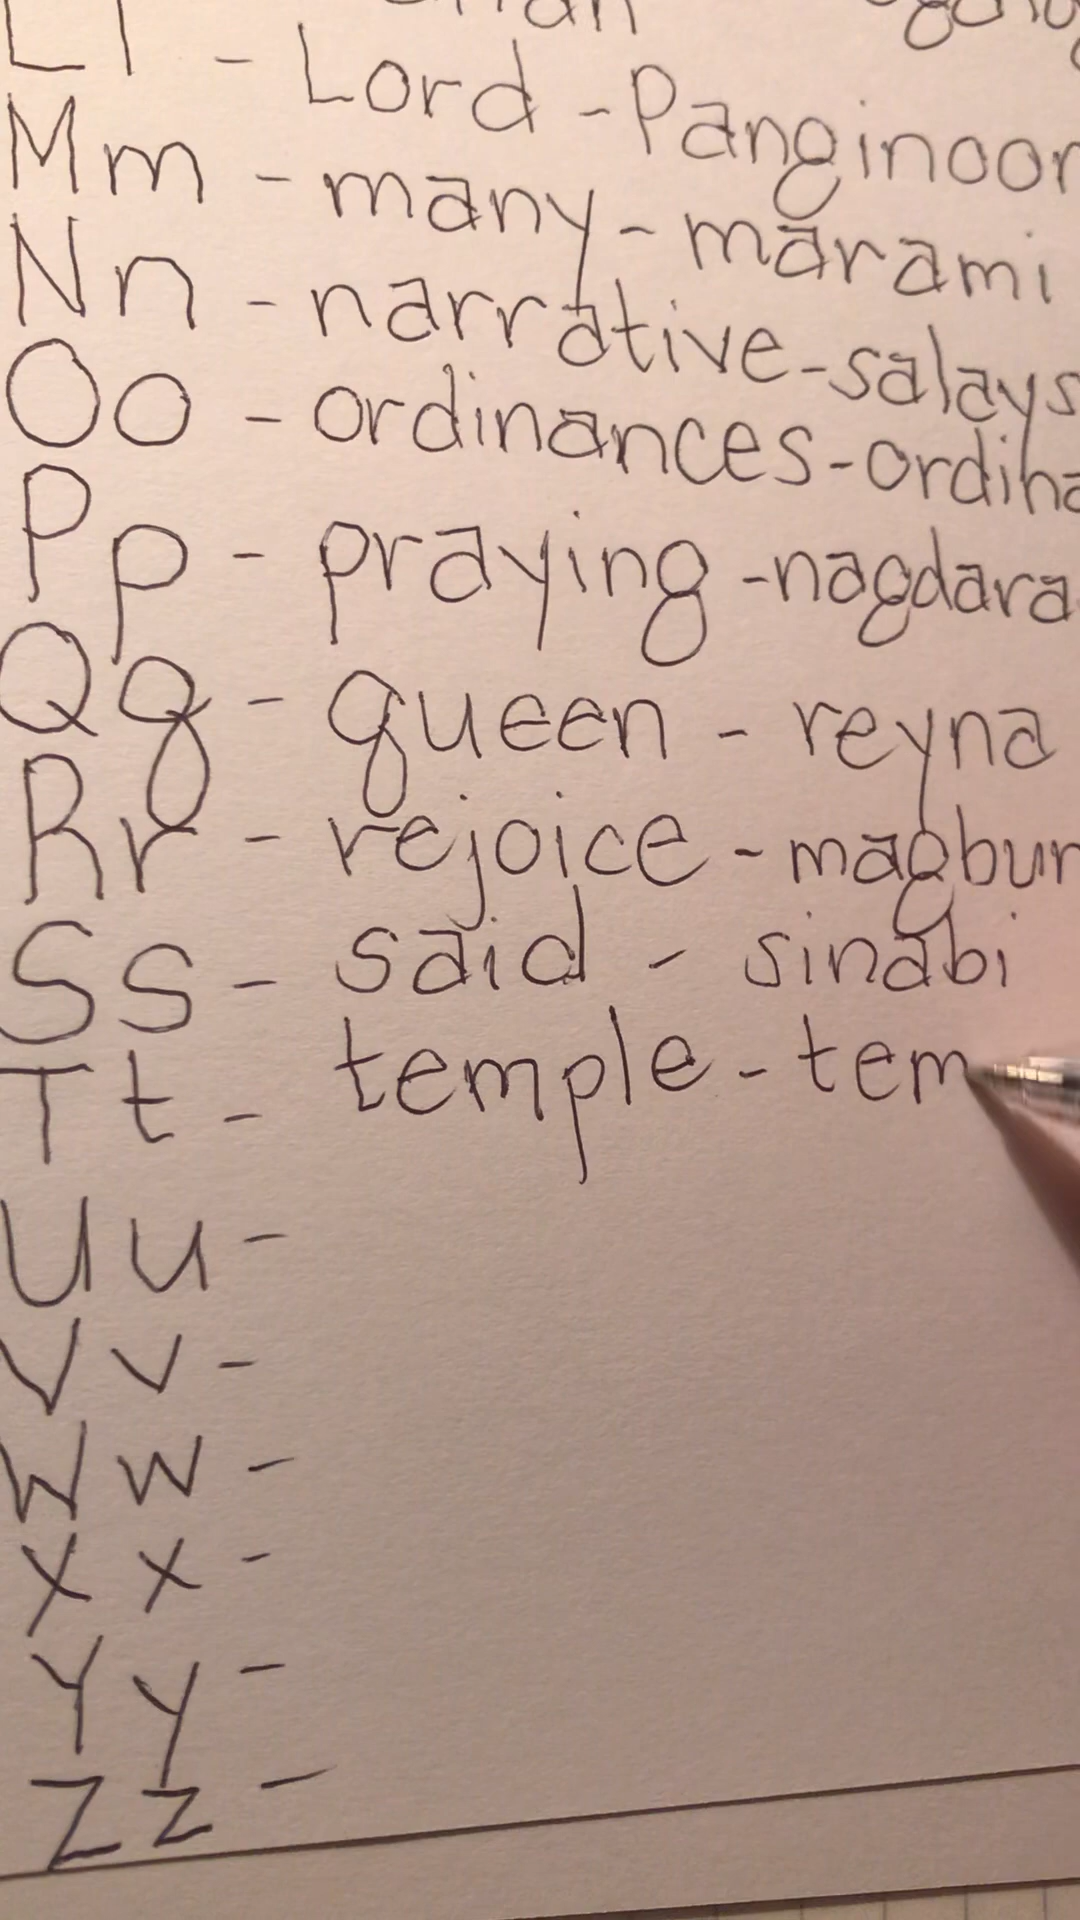 Ll - Lord - Panginoon
Mm - many - marami
Nn - narrative - salays
Oo - ordinances - ordina
Pp - praying - nagdara
Qq - queen - reyna
Rr - rejoice - magbun
Ss - said - sinabi
Tt - temple - tem
Uu -
Vv -
Ww -
Xx -
Yy -
Zz -